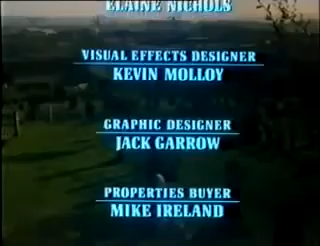 ELAINE NICHOLS
VISUAL EFFECTS DESIGNER
KEVIN MOLLOY
GRAPHIC DESIGNER
JACK GARROW
PROPERTIES BUYER
MIKE IRELAND